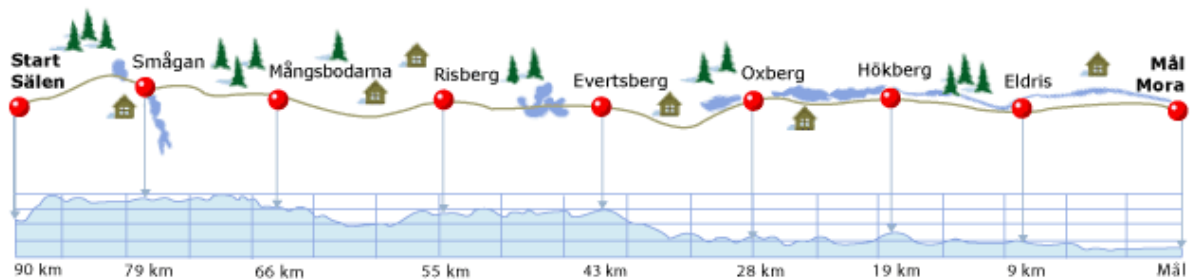 Start
Sälen
Smågan
Mångsbodarna
Risberg
Evertsberg
Oxberg
Hökberg
Eldris
Mål
Mora
90 km
79 km
66 km
55 km
43 km
28 km
19 km
9 km
Mål